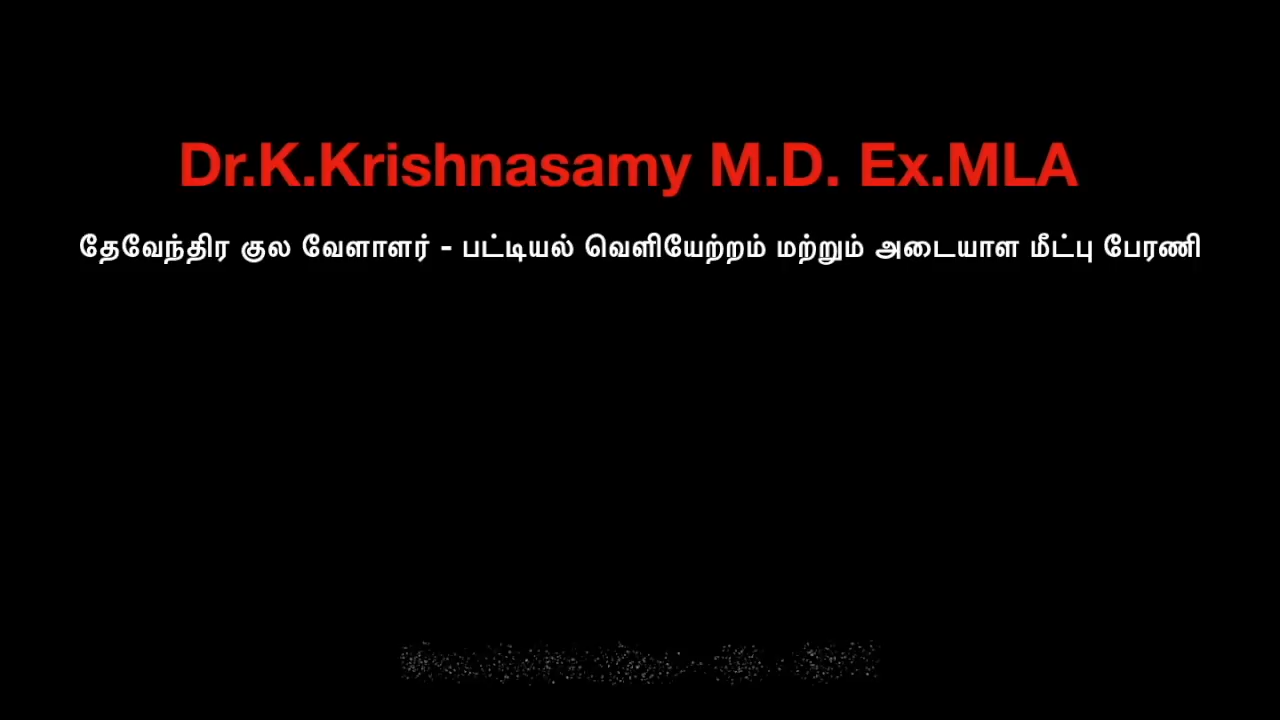 Dr.K.Krishnasamy M.D. Ex.MLA
தேவேந்திர குல வேளாளர் - பட்டியல் வெளியேற்றம் மற்றும் அடையாள மீட்பு பேரணி